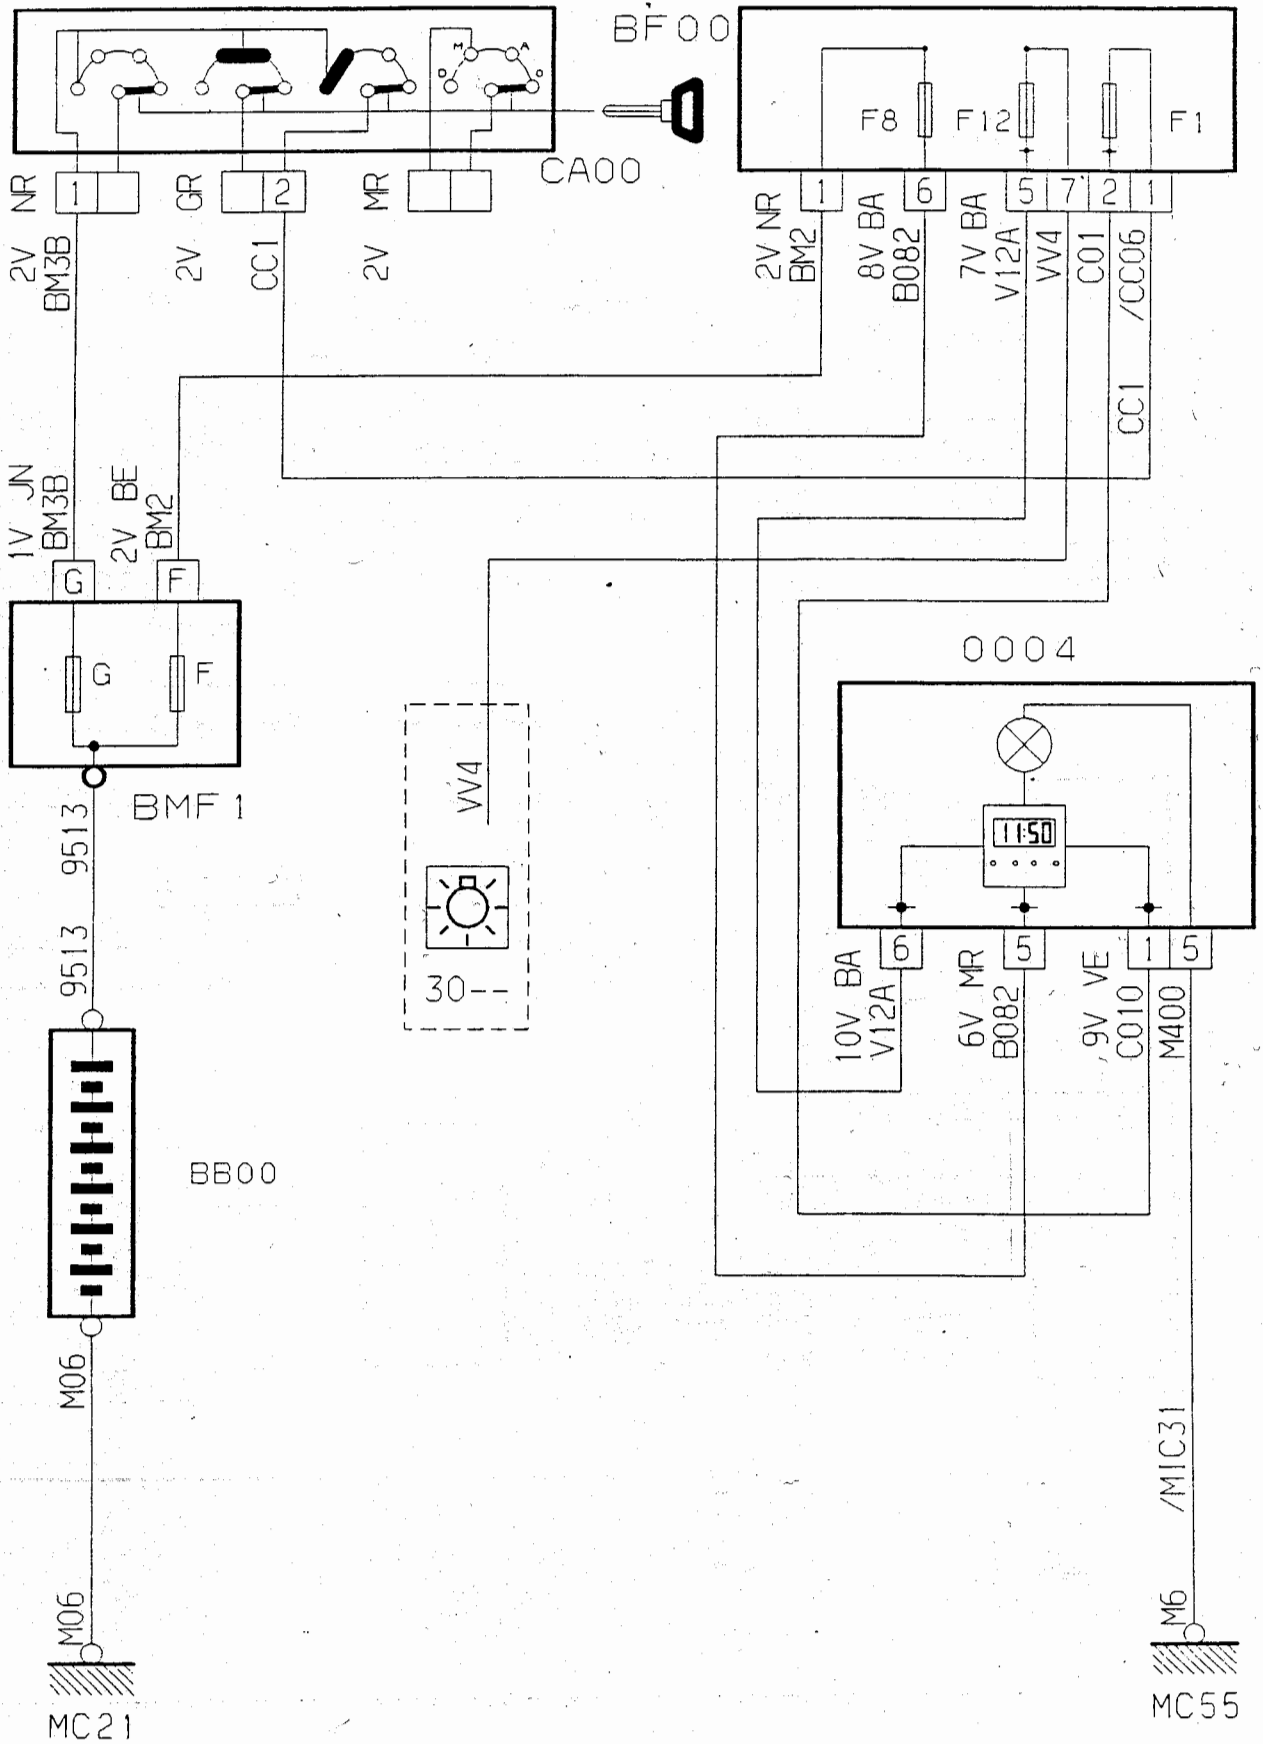 BF00
M A
D O
F8 F12 F1
CA00
1 2
1 6 5 7 2 1
2V NR
BM3B
2V GR
CC1
2V MR
2V NR
BM2
8V BA
B082
7V BA
V12A
VV4
C01
CC1 /CC06
1V JN
BM3B
2V BE
BM2
G F
G F
BMF1
0004
11:50
VV4
30--
6 5 1 5
10V BA
V12A
6V MR
B082
9V VE
C010
M400
9513 9513
BB00
M06
M06
MC21
/MIC31
M6
MC55